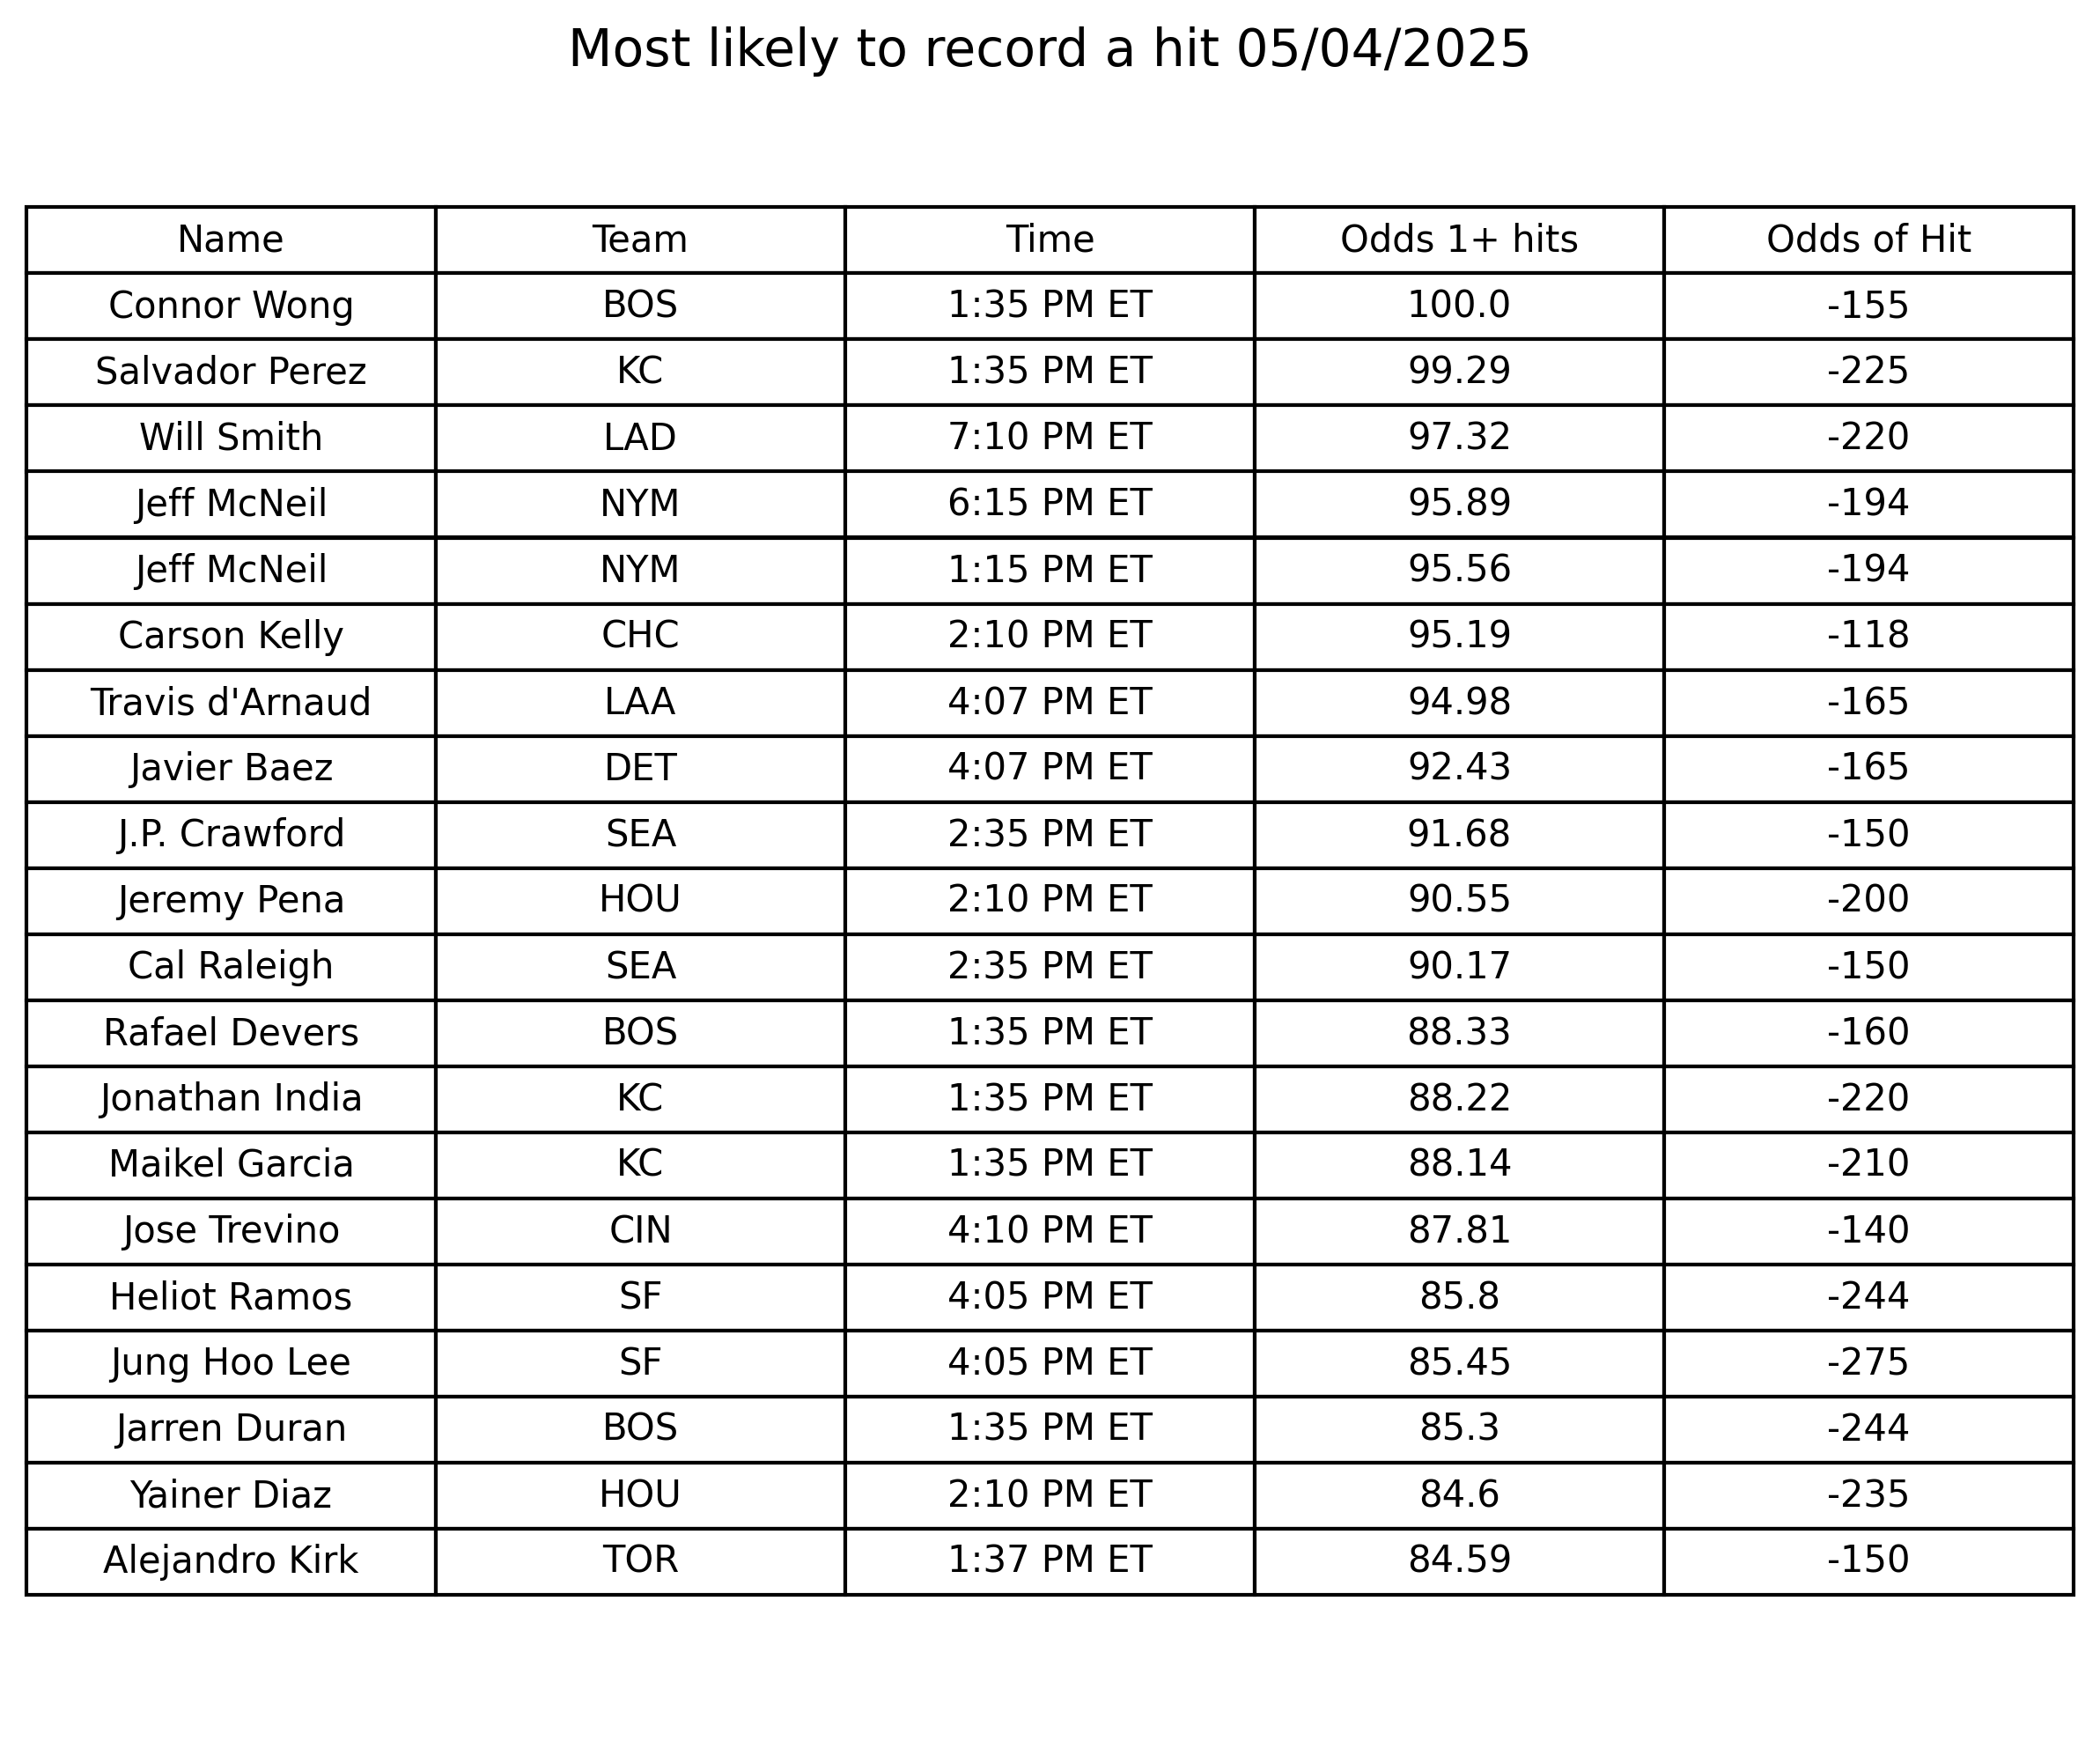 Most likely to record a hit 05/04/2025
Name Team Time Odds 1+ hits Odds of Hit
Connor Wong BOS 1:35 PM ET 100.0 -155
Salvador Perez KC 1:35 PM ET 99.29 -225
Will Smith LAD 7:10 PM ET 97.32 -220
Jeff McNeil NYM 6:15 PM ET 95.89 -194
Jeff McNeil NYM 1:15 PM ET 95.56 -194
Carson Kelly CHC 2:10 PM ET 95.19 -118
Travis d'Arnaud LAA 4:07 PM ET 94.98 -165
Javier Baez DET 4:07 PM ET 92.43 -165
J.P. Crawford SEA 2:35 PM ET 91.68 -150
Jeremy Pena HOU 2:10 PM ET 90.55 -200
Cal Raleigh SEA 2:35 PM ET 90.17 -150
Rafael Devers BOS 1:35 PM ET 88.33 -160
Jonathan India KC 1:35 PM ET 88.22 -220
Maikel Garcia KC 1:35 PM ET 88.14 -210
Jose Trevino CIN 4:10 PM ET 87.81 -140
Heliot Ramos SF 4:05 PM ET 85.8 -244
Jung Hoo Lee SF 4:05 PM ET 85.45 -275
Jarren Duran BOS 1:35 PM ET 85.3 -244
Yainer Diaz HOU 2:10 PM ET 84.6 -235
Alejandro Kirk TOR 1:37 PM ET 84.59 -150